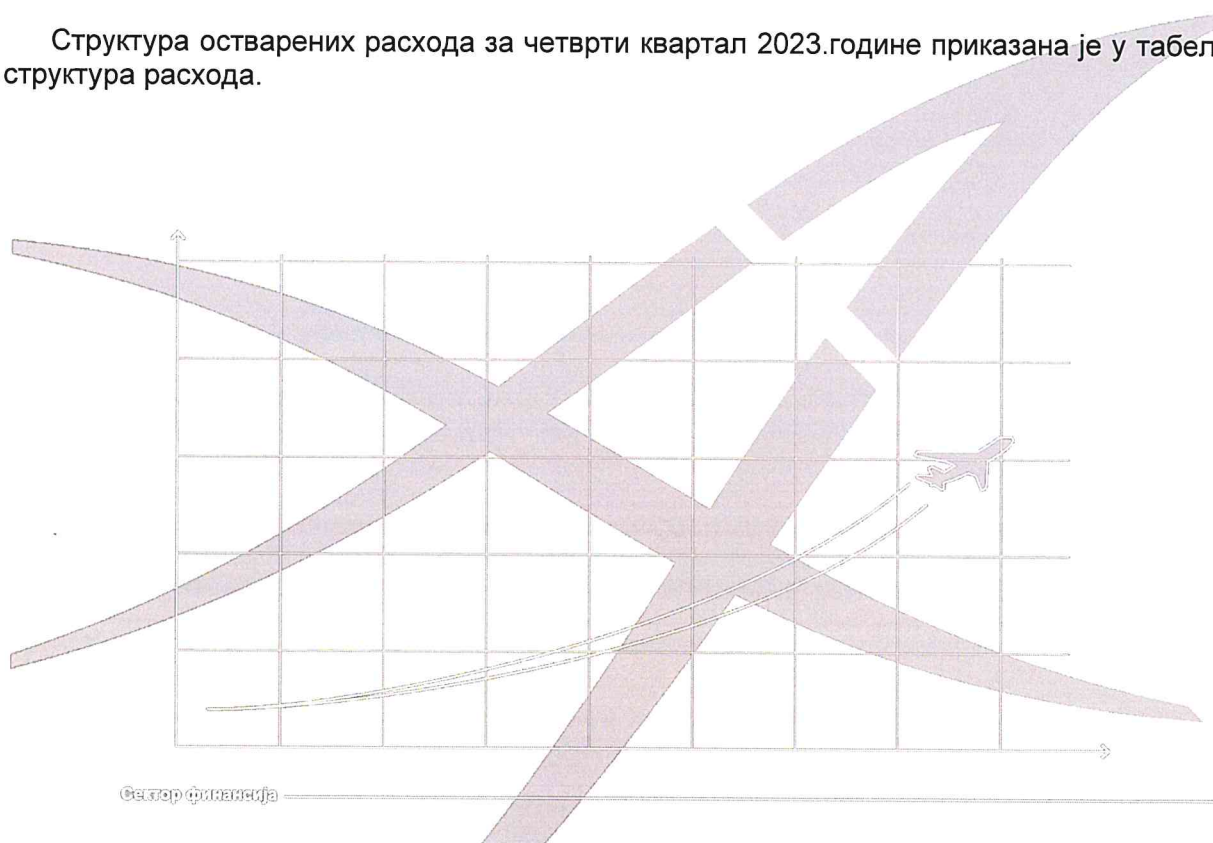 Структура остварених расхода за четврти квартал 2023.године приказана је у табел
структура расхода.
Сектор финансија